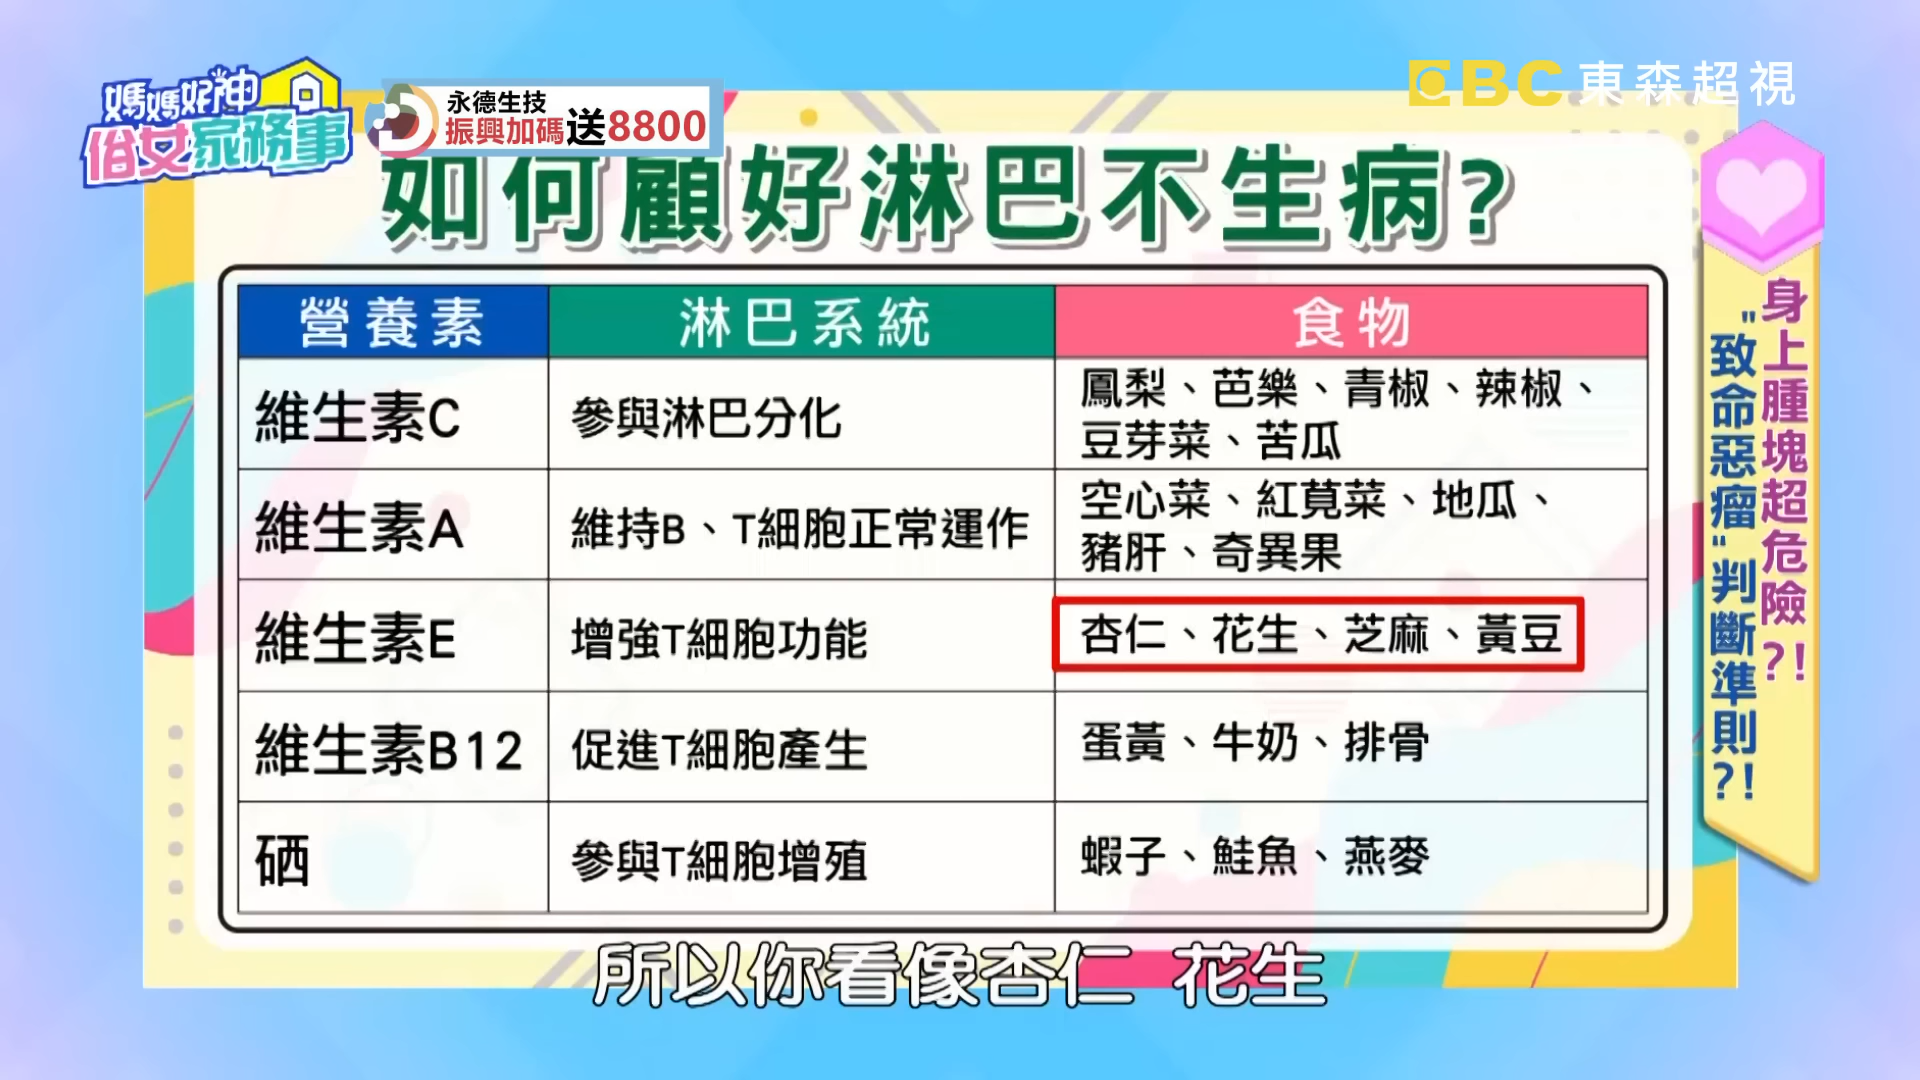 媽媽好神
俗女家務事
永德生技
振興加碼送8800
EBC 東森超視
如何顧好淋巴不生病?
營養素 淋巴系統 食物
維生素C 參與淋巴分化 鳳梨、芭樂、青椒、辣椒、
豆芽菜、苦瓜
維生素A 維持B、T細胞正常運作 空心菜、紅莧菜、地瓜、
豬肝、奇異果
維生素E 增強T細胞功能 杏仁、花生、芝麻、黃豆
維生素B12 促進T細胞產生 蛋黃、牛奶、排骨
硒 參與T細胞增殖 蝦子、鮭魚、燕麥
身上腫塊超危險?!
"致命惡瘤"判斷準則?!
所以你看像杏仁 花生